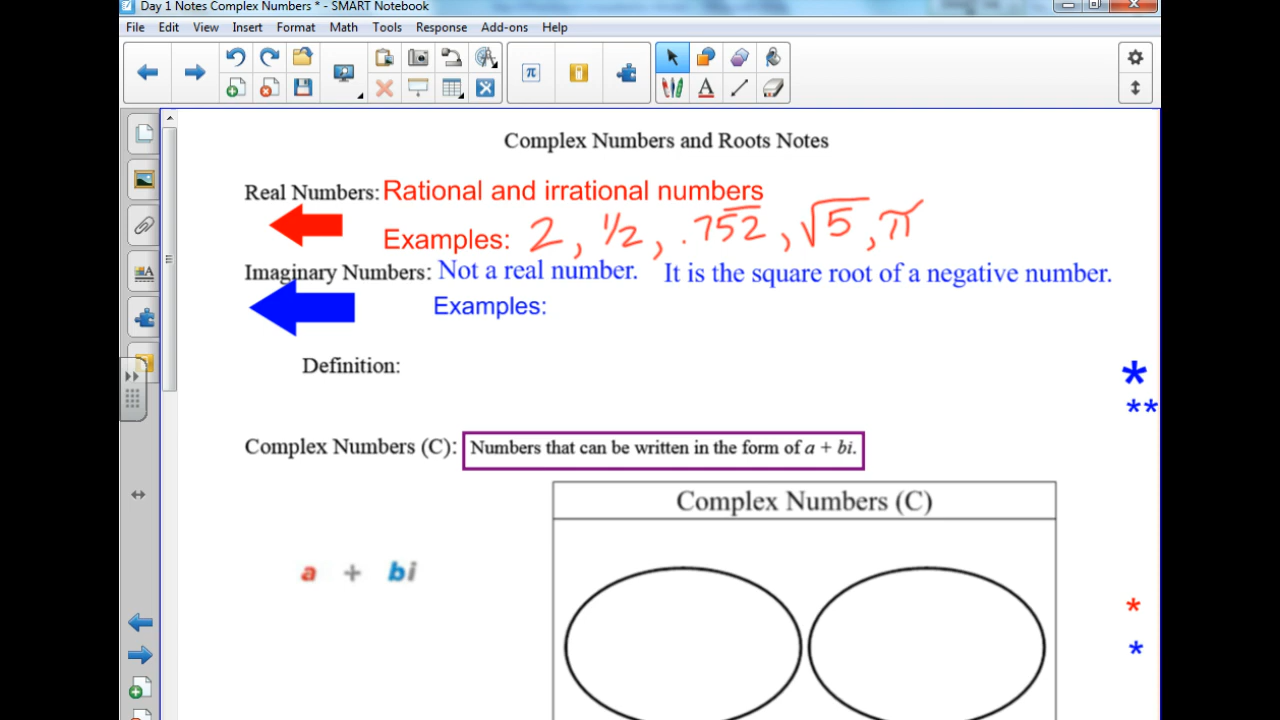 Day 1 Notes Complex Numbers * - SMART Notebook
File Edit View Insert Format Math Tools Response Add-ons Help
π
A
Complex Numbers and Roots Notes
Real Numbers: Rational and irrational numbers
Examples: 2, 1/2, .75̅2̅, √5, π
Imaginary Numbers: Not a real number. It is the square root of a negative number.
Examples:
Definition:
*
**
Complex Numbers (C): Numbers that can be written in the form of a + bi.
Complex Numbers (C)
a + bi
*
*